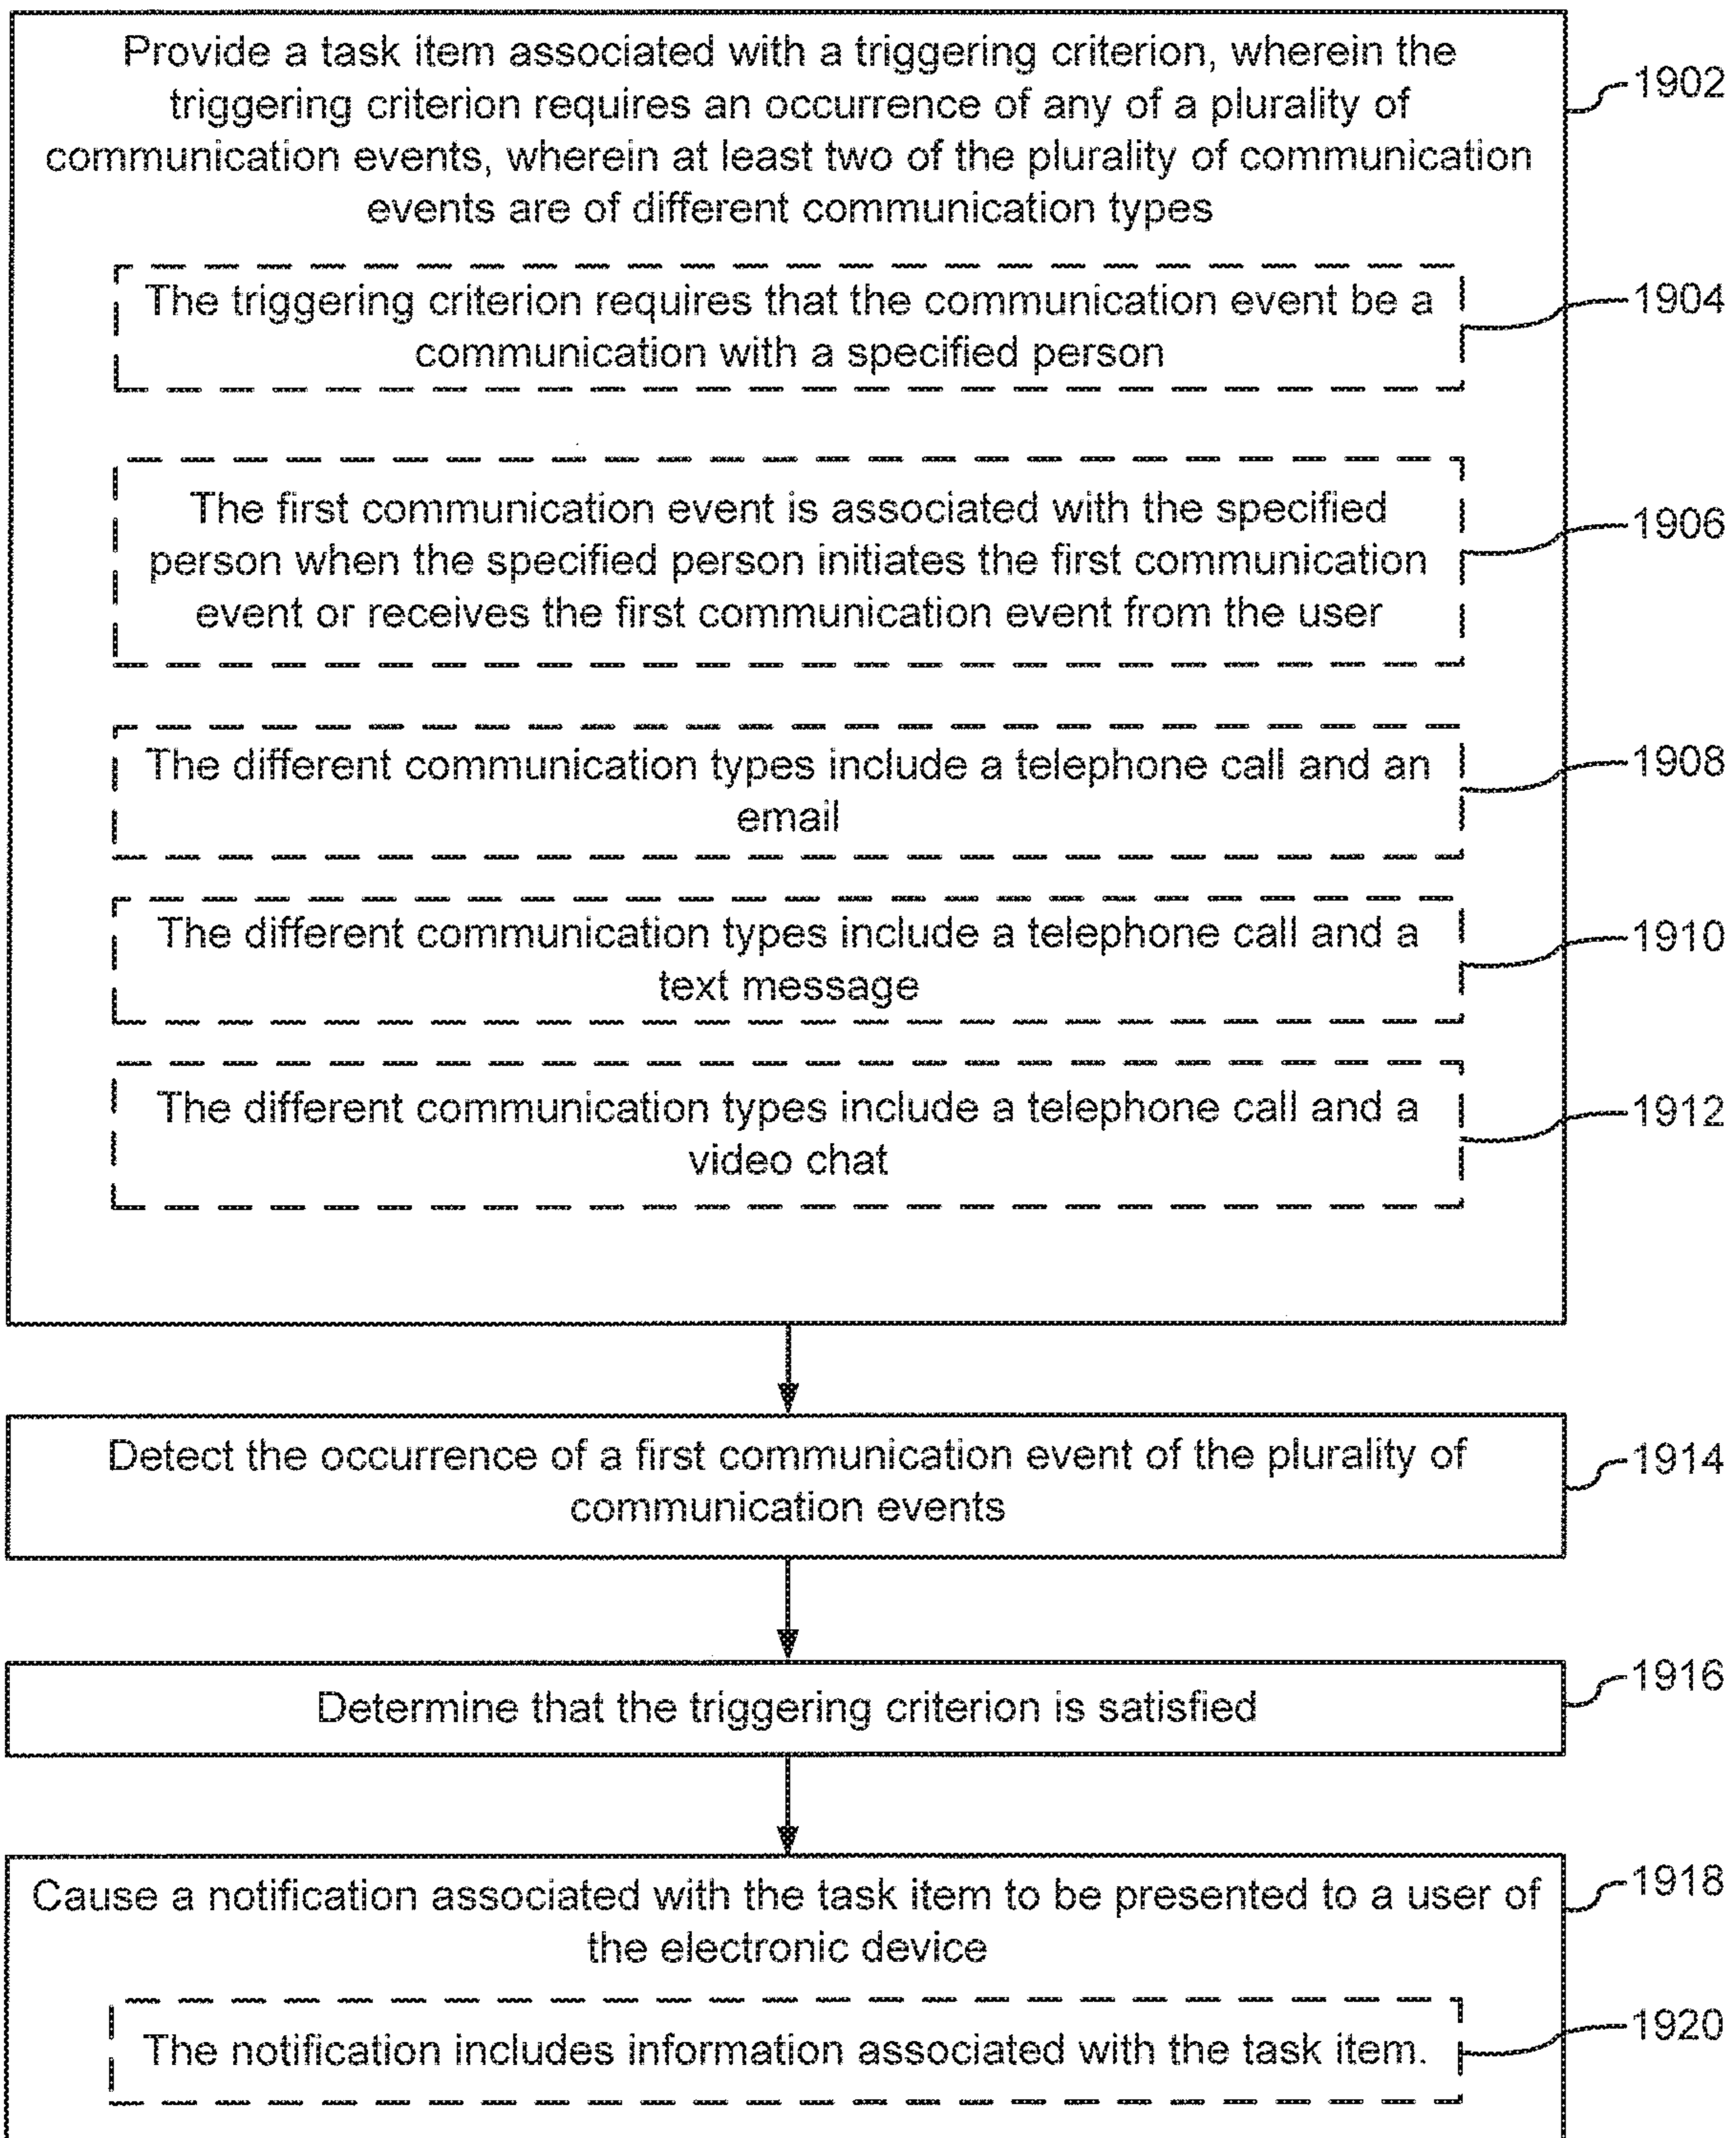 Provide a task item associated with a triggering criterion, wherein the
triggering criterion requires an occurrence of any of a plurality of
communication events, wherein at least two of the plurality of communication
events are of different communication types
1902
The triggering criterion requires that the communication event be a
communication with a specified person
1904
The first communication event is associated with the specified
person when the specified person initiates the first communication
event or receives the first communication event from the user
1906
The different communication types include a telephone call and an
email
1908
The different communication types include a telephone call and a
text message
1910
The different communication types include a telephone call and a
video chat
1912
Detect the occurrence of a first communication event of the plurality of
communication events
1914
Determine that the triggering criterion is satisfied
1916
Cause a notification associated with the task item to be presented to a user of
the electronic device
1918
The notification includes information associated with the task item.
1920